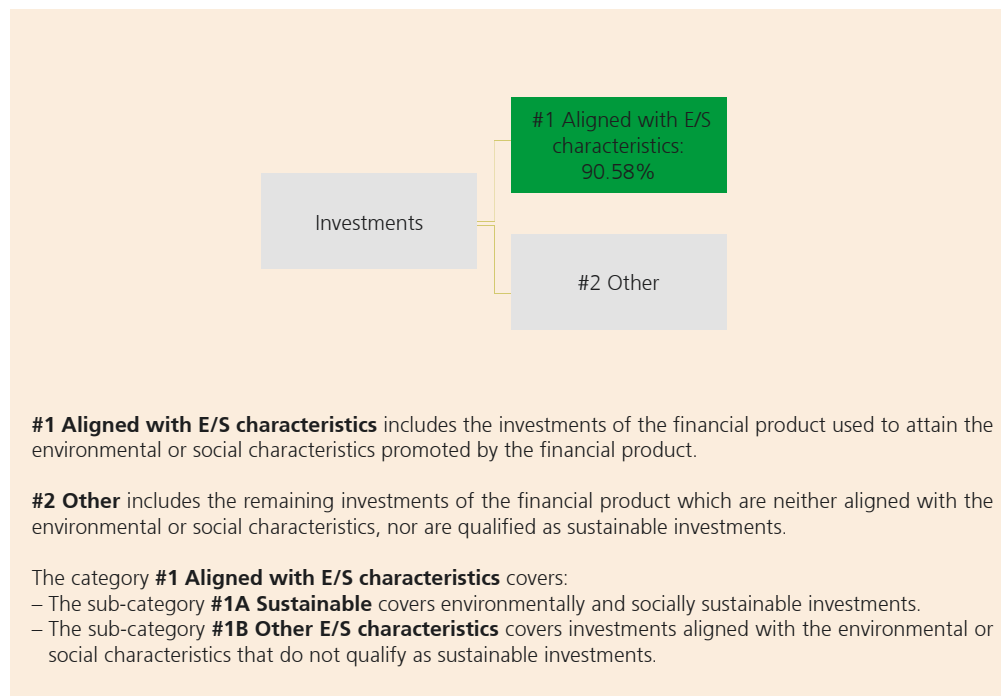 #1 Aligned with E/S
characteristics:
90.58%
Investments
#2 Other
#1 Aligned with E/S characteristics includes the investments of the financial product used to attain the
environmental or social characteristics promoted by the financial product.
#2 Other includes the remaining investments of the financial product which are neither aligned with the
environmental or social characteristics, nor are qualified as sustainable investments.
The category #1 Aligned with E/S characteristics covers:
– The sub-category #1A Sustainable covers environmentally and socially sustainable investments.
– The sub-category #1B Other E/S characteristics covers investments aligned with the environmental or
social characteristics that do not qualify as sustainable investments.